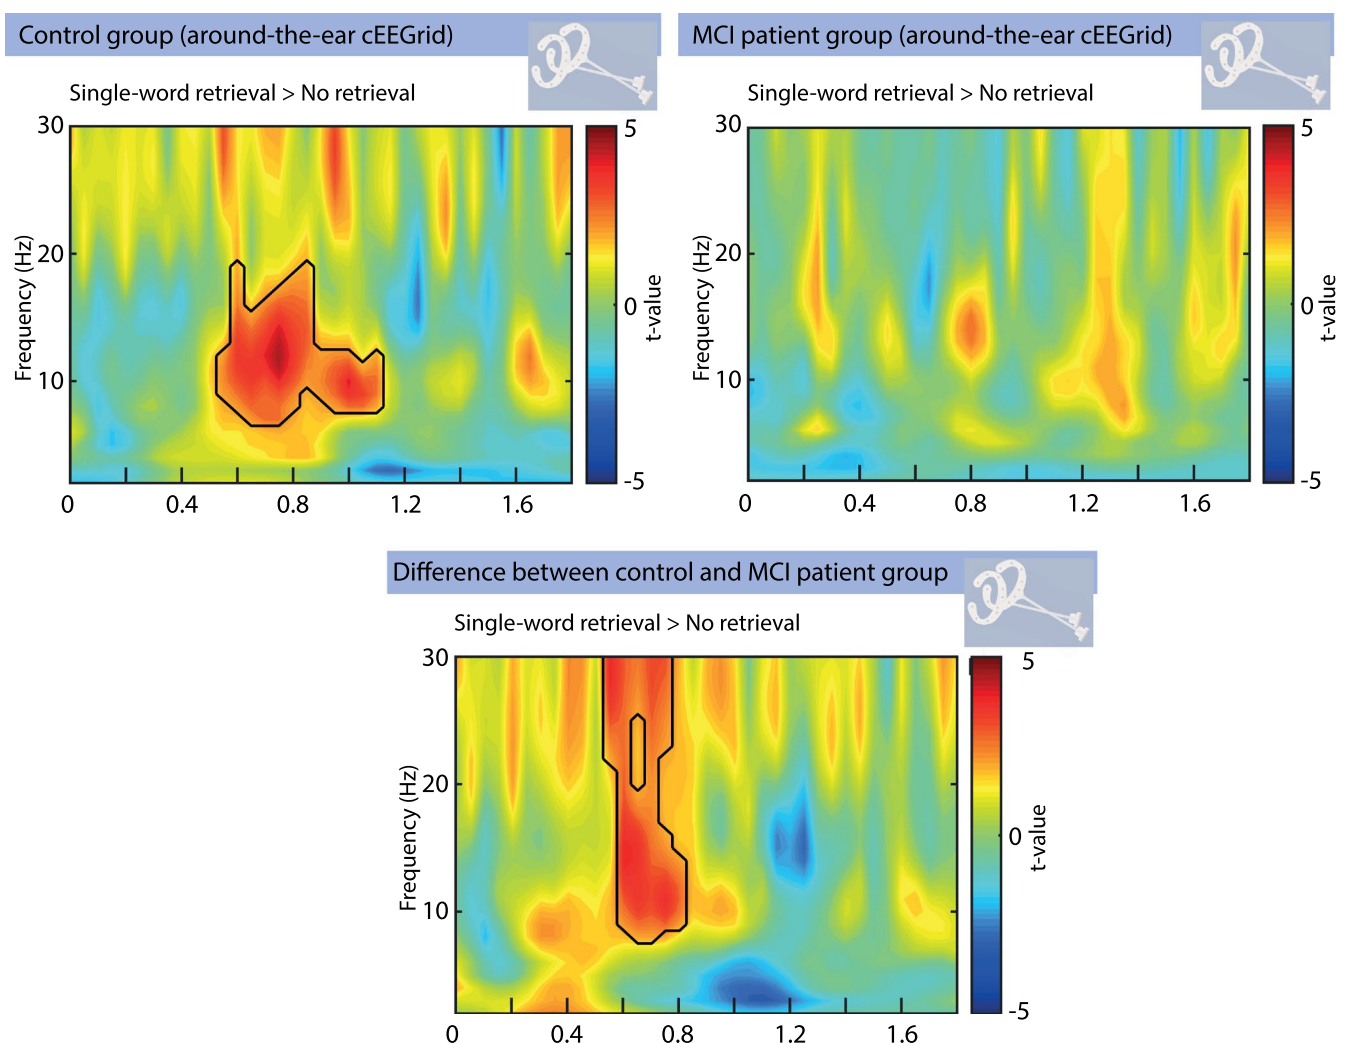 Control group (around-the-ear cEEGrid)
Single-word retrieval > No retrieval
30
20
10
Frequency (Hz)
0 0.4 0.8 1.2 1.6
5
0
-5
t-value
MCI patient group (around-the-ear cEEGrid)
Single-word retrieval > No retrieval
30
20
10
Frequency (Hz)
0 0.4 0.8 1.2 1.6
5
0
-5
t-value
Difference between control and MCI patient group
Single-word retrieval > No retrieval
30
20
10
Frequency (Hz)
0 0.4 0.8 1.2 1.6
5
0
-5
t-value